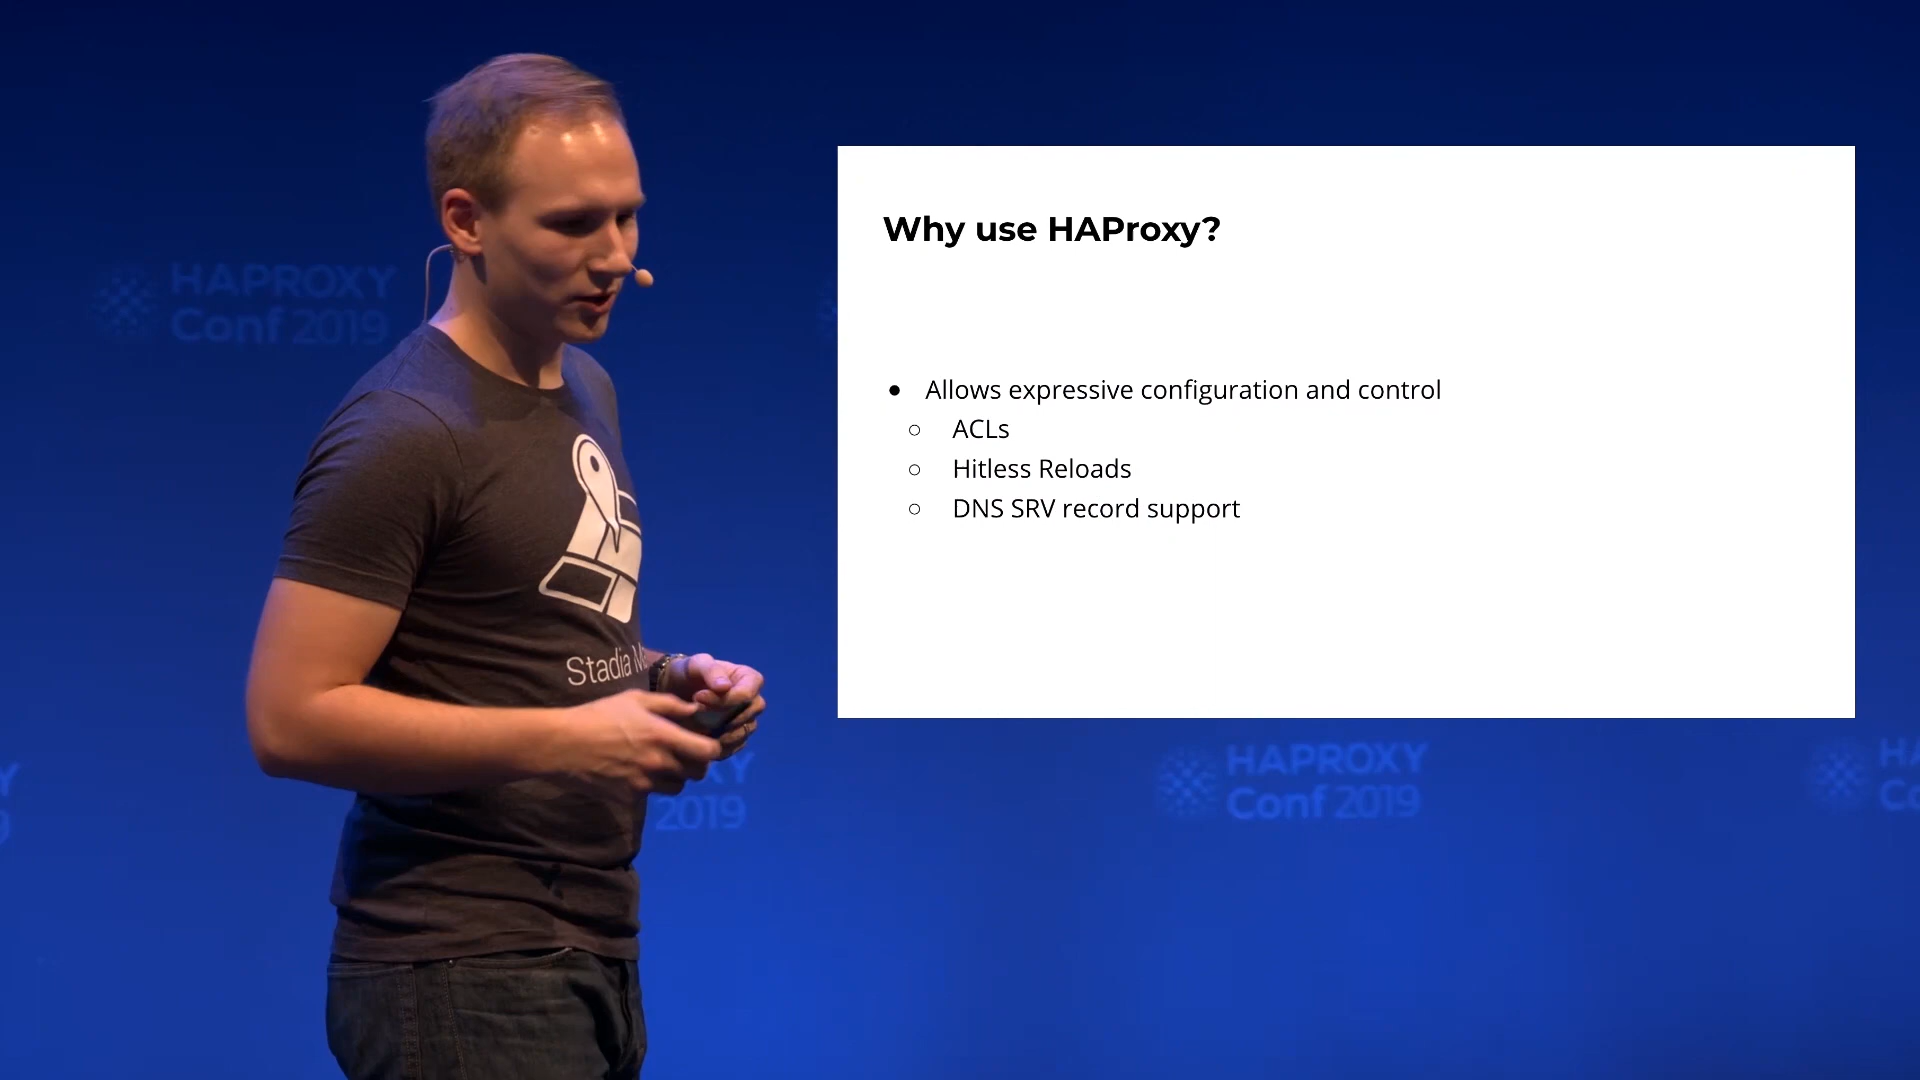 HAPROXY
Conf 2019
Why use HAProxy?
Allows expressive configuration and control
ACLs
Hitless Reloads
DNS SRV record support
Stadia
2019
HAPROXY
Conf 2019